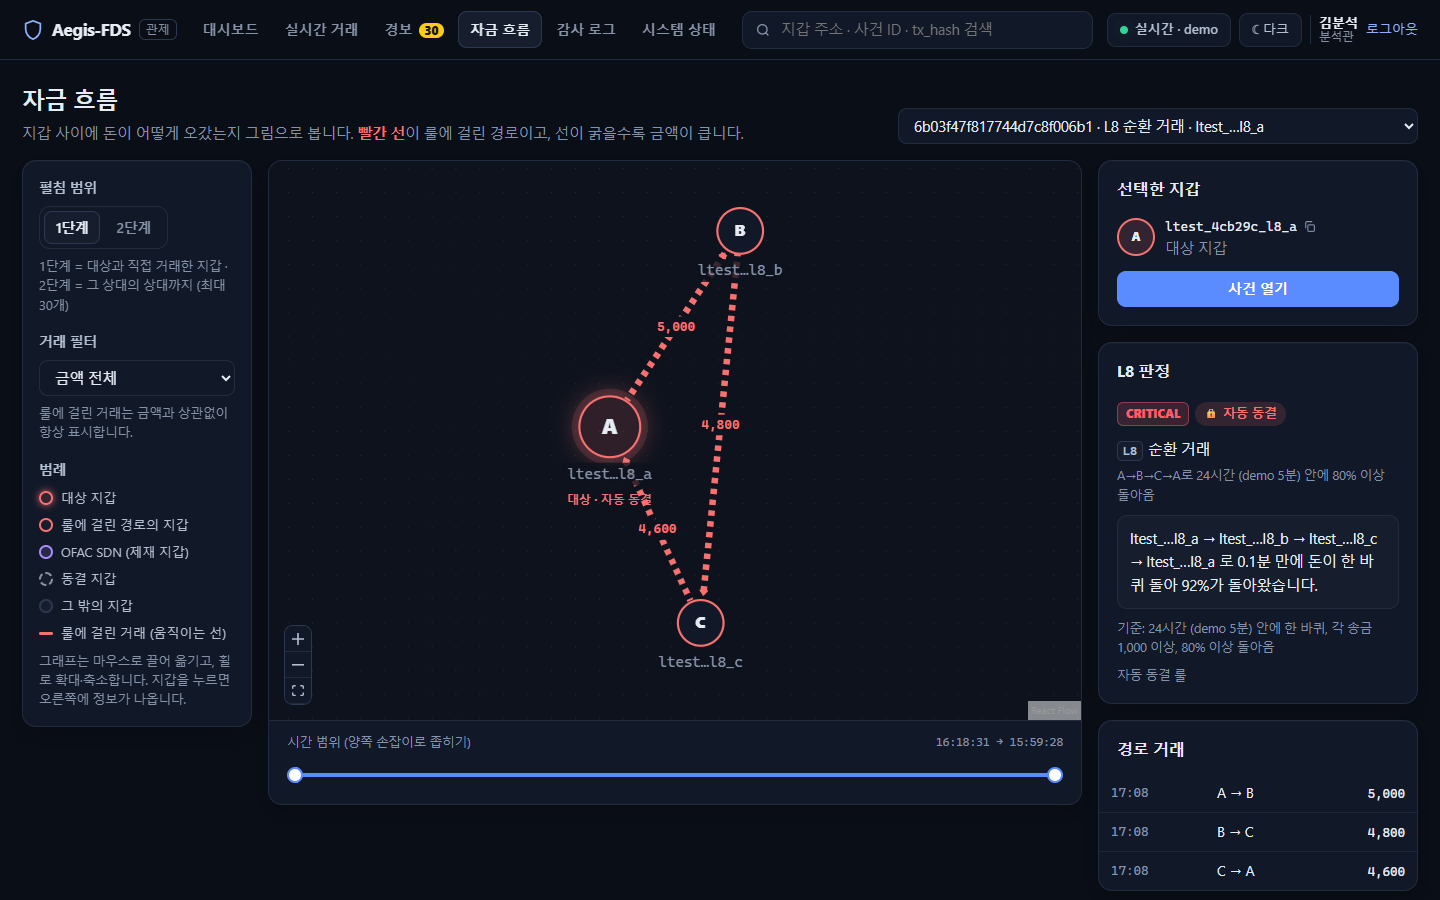 Aegis-FDS 관제 대시보드 실시간 거래 경보 30 자금 흐름 감사 로그 시스템 상태 지갑 주소 · 사건 ID · tx_hash 검색 실시간 · demo 다크 김분석 분석관 로그아웃
자금 흐름
지갑 사이에 돈이 어떻게 오갔는지 그림으로 봅니다. 빨간 선이 룰에 걸린 경로이고, 선이 굵을수록 금액이 큽니다.
6b03f47f817744d7c8f006b1 · L8 순환 거래 · ltest_…l8_a
펼침 범위
1단계 2단계
1단계 = 대상과 직접 거래한 지갑 ·
2단계 = 그 상대의 상대까지 (최대
30개)
거래 필터
금액 전체
룰에 걸린 거래는 금액과 상관없이
항상 표시합니다.
범례
대상 지갑
룰에 걸린 경로의 지갑
OFAC SDN (제재 지갑)
동결 지갑
그 밖의 지갑
룰에 걸린 거래 (움직이는 선)
그래프는 마우스로 끌어 옮기고, 휠
로 확대·축소합니다. 지갑을 누르면
오른쪽에 정보가 나옵니다.
B
ltest_…l8_b
5,000
4,800
A
ltest_…l8_a
대상 · 자동 동결
4,600
C
ltest_…l8_c
React Flow
시간 범위 (양쪽 손잡이로 좁히기)
16:18:31 → 15:59:28
선택한 지갑
A
ltest_4cb29c_l8_a
대상 지갑
사건 열기
L8 판정
CRITICAL 자동 동결
L8 순환 거래
A→B→C→A로 24시간 (demo 5분) 안에 80% 이상
돌아옴
ltest_…l8_a → ltest_…l8_b → ltest_…l8_c
→ ltest_…l8_a 로 0.1분 만에 돈이 한 바
퀴 돌아 92%가 돌아왔습니다.
기준: 24시간 (demo 5분) 안에 한 바퀴, 각 송금
1,000 이상, 80% 이상 돌아옴
자동 동결 룰
경로 거래
17:08 A → B 5,000
17:08 B → C 4,800
17:08 C → A 4,600